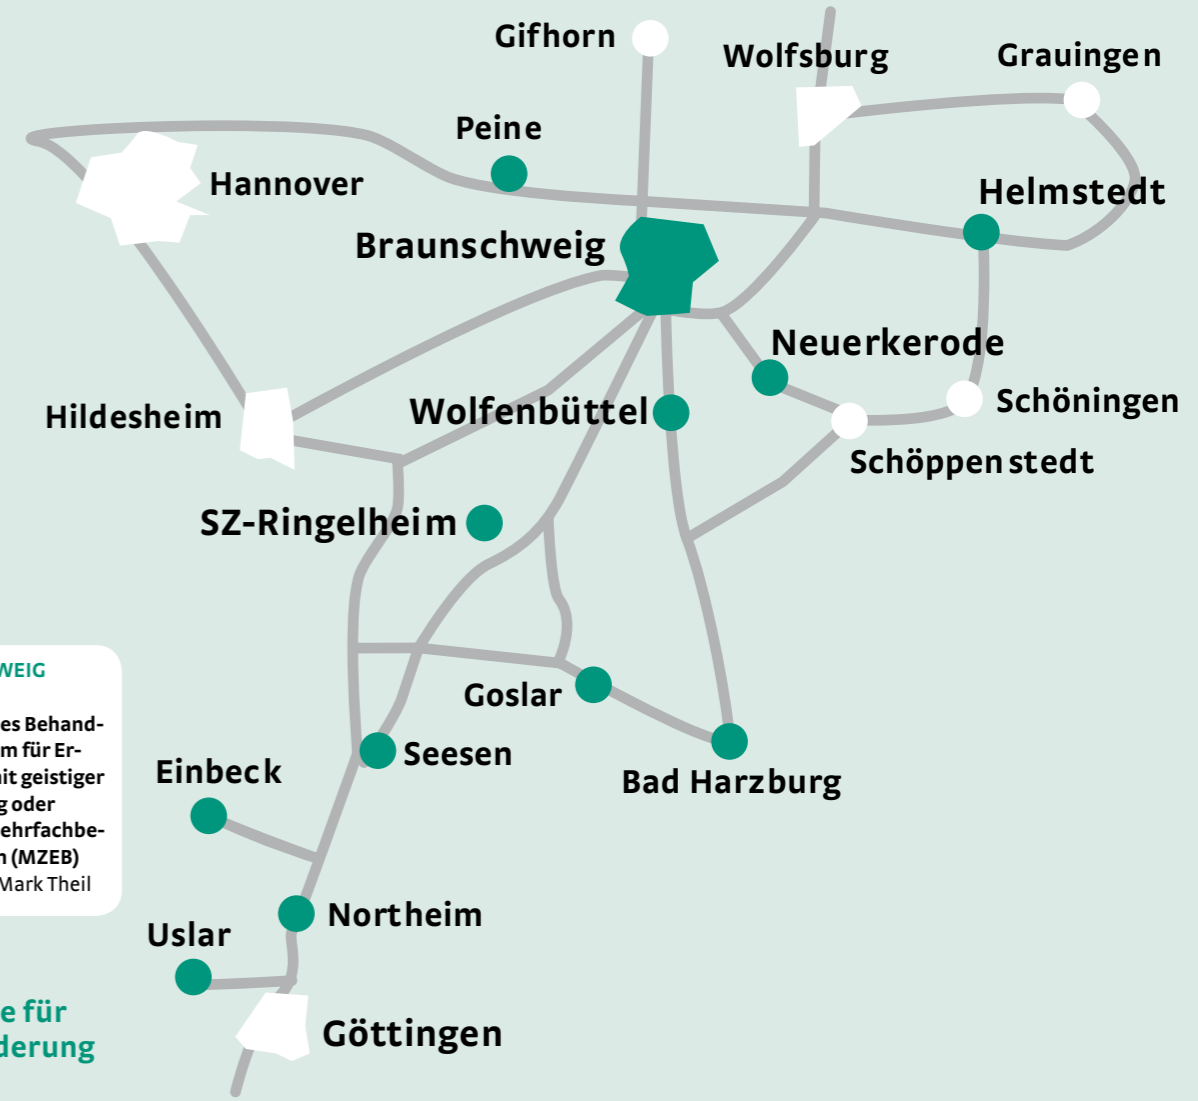 Gifhorn
Wolfsburg
Grauingen
Peine
Hannover
Helmstedt
Braunschweig
Neuerkerode
Hildesheim
Wolfenbüttel
Schöningen
Schöppenstedt
SZ-Ringelheim
WEIG
es Behand-
m für Er-
it geistiger
g oder
ehrfachbe-
n (MZEB)
Mark Theil
Goslar
Seesen
Bad Harzburg
Einbeck
Northeim
Uslar
e für
derung
Göttingen